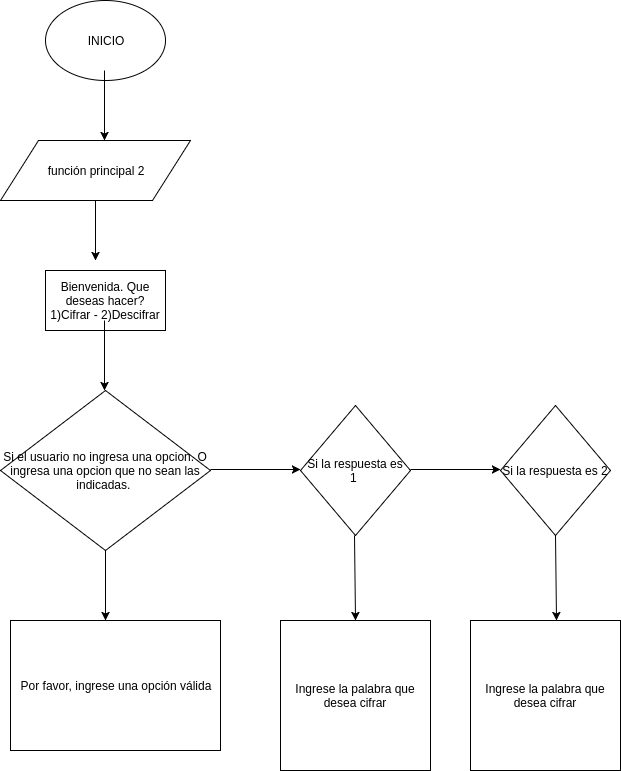 INICIO
función principal 2
Bienvenida. Que
deseas hacer?
1)Cifrar - 2)Descifrar
Si el usuario no ingresa una opcion. O
ingresa una opcion que no sean las
indicadas.
Si la respuesta es
1
Si la respuesta es 2
Por favor, ingrese una opción válida
Ingrese la palabra que
desea cifrar
Ingrese la palabra que
desea cifrar